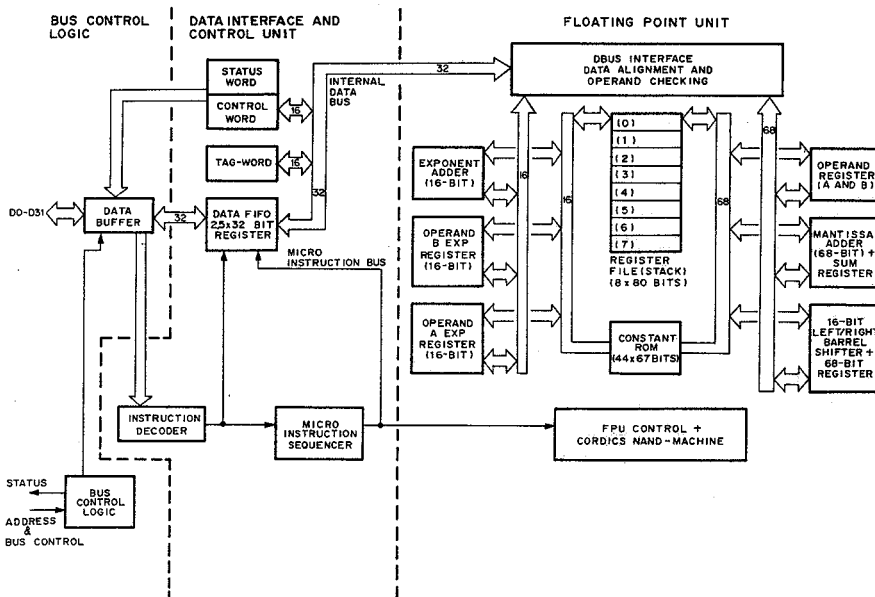 BUS CONTROL
LOGIC
DATA INTERFACE AND
CONTROL UNIT
FLOATING POINT UNIT
STATUS
WORD
CONTROL
WORD
16
TAG-WORD
16
INTERNAL
DATA
BUS
32
32
DBUS INTERFACE
DATA ALIGNMENT AND
OPERAND CHECKING
DO-D31
DATA
BUFFER
32
DATA FIFO
2,5x32 BIT
REGISTER
MICRO
INSTRUCTION BUS
EXPONENT
ADDER
(16-BIT)
OPERAND
B EXP
REGISTER
(16-BIT)
OPERAND
A EXP
REGISTER
(16-BIT)
16
16
(0)
(1)
(2)
(3)
(4)
(5)
(6)
(7)
REGISTER
FILE (STACK)
(8 x 80 BITS)
CONSTANT
ROM
(44x67BITS)
68
68
OPERAND
REGISTER
(A AND B)
MANTISSA
ADDER
(68-BIT) +
SUM
REGISTER
16-BIT
LEFT/RIGHT
BARREL
SHIFTER +
68-BIT
REGISTER
INSTRUCTION
DECODER
MICRO
INSTRUCTION
SEQUENCER
FPU CONTROL +
CORDICS NAND-MACHINE
STATUS
ADDRESS
&
BUS CONTROL
BUS
CONTROL
LOGIC